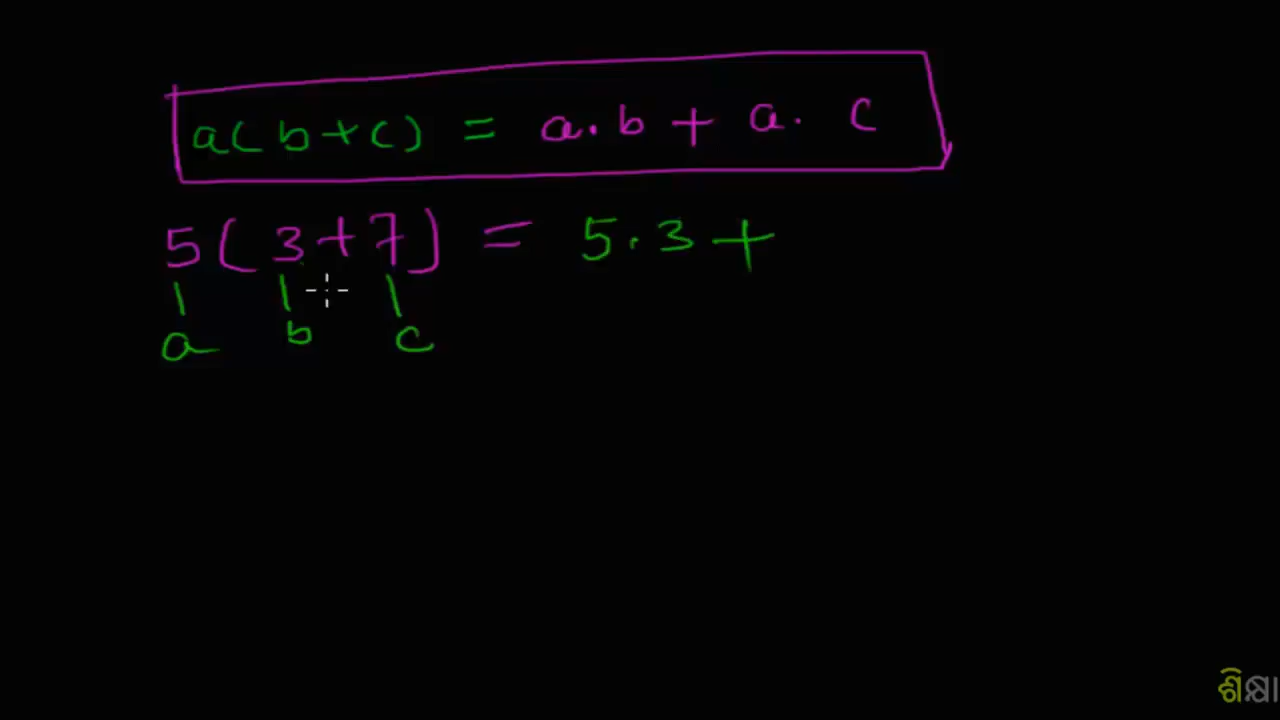 a(b+c) = a.b + a. c
5(3+7) = 5.3 +
a b c
ଶିକ୍ଷା